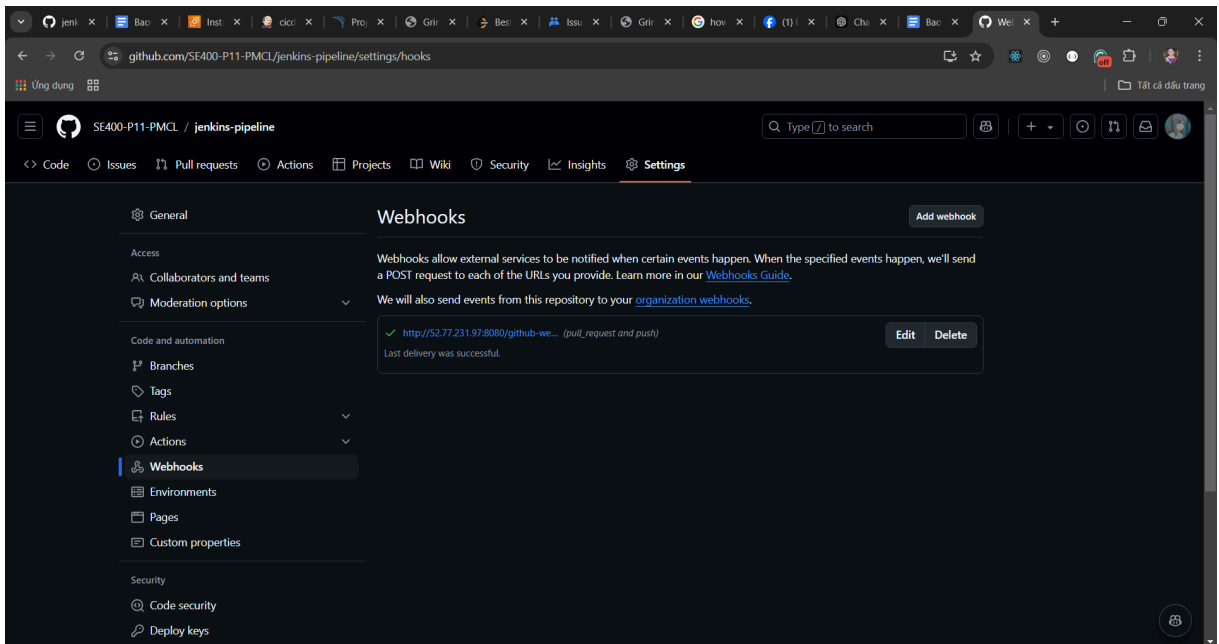 jenk
Bao
Inst
cicd
Proj
Grir
Bes
Issu
Grir
how
(1)
Cha
Bao
Wel
github.com/SE400-P11-PMCL/jenkins-pipeline/settings/hooks
off
Ứng dụng
Tất cả dấu trang
SE400-P11-PMCL / jenkins-pipeline
Type / to search
Code
Issues
Pull requests
Actions
Projects
Wiki
Security
Insights
Settings
General
Access
Collaborators and teams
Moderation options
Code and automation
Branches
Tags
Rules
Actions
Webhooks
Environments
Pages
Custom properties
Security
Code security
Deploy keys
Webhooks
Add webhook
Webhooks allow external services to be notified when certain events happen. When the specified events happen, we'll send
a POST request to each of the URLs you provide. Learn more in our Webhooks Guide.
We will also send events from this repository to your organization webhooks.
http://52.77.231.97:8080/github-we... (pull_request and push)
Edit
Delete
Last delivery was successful.